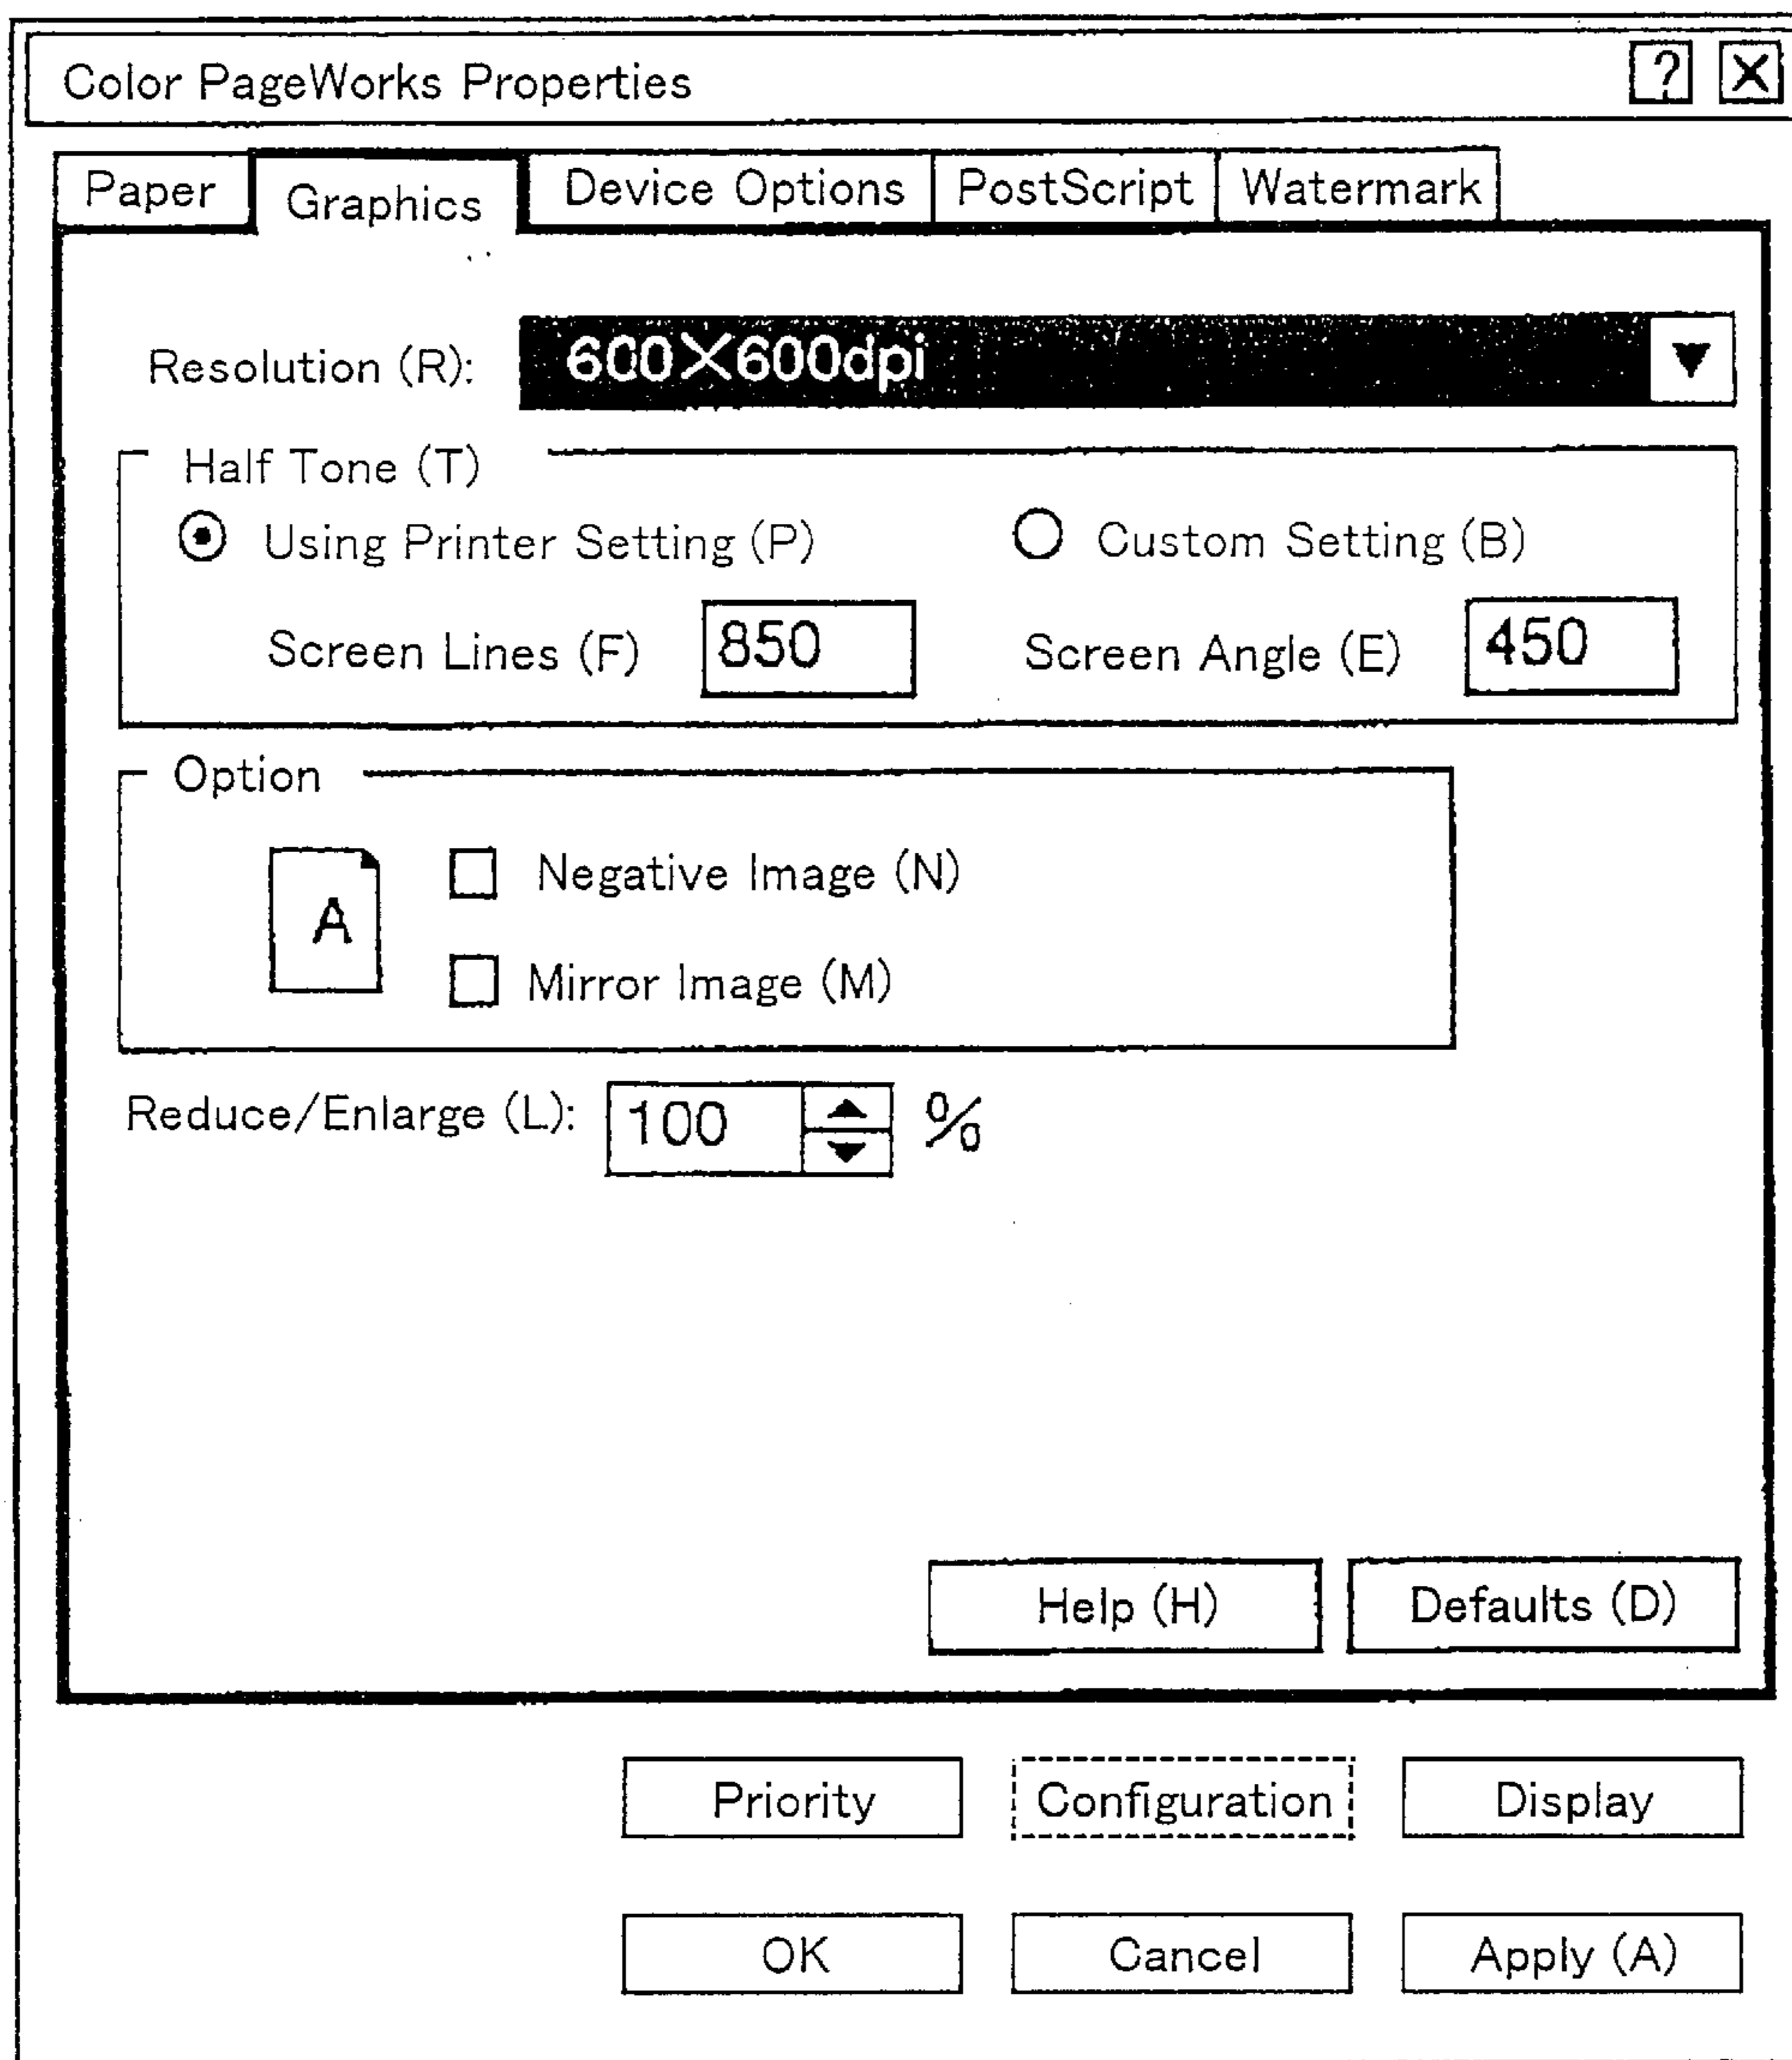 Color PageWorks Properties ? X
Paper Graphics Device Options PostScript Watermark
Resolution (R): 600×600dpi
Half Tone (T)
Using Printer Setting (P) Custom Setting (B)
Screen Lines (F) 850 Screen Angle (E) 450
Option
A
Negative Image (N)
Mirror Image (M)
Reduce/Enlarge (L): 100 %
Help (H) Defaults (D)
Priority Configuration Display
OK Cancel Apply (A)